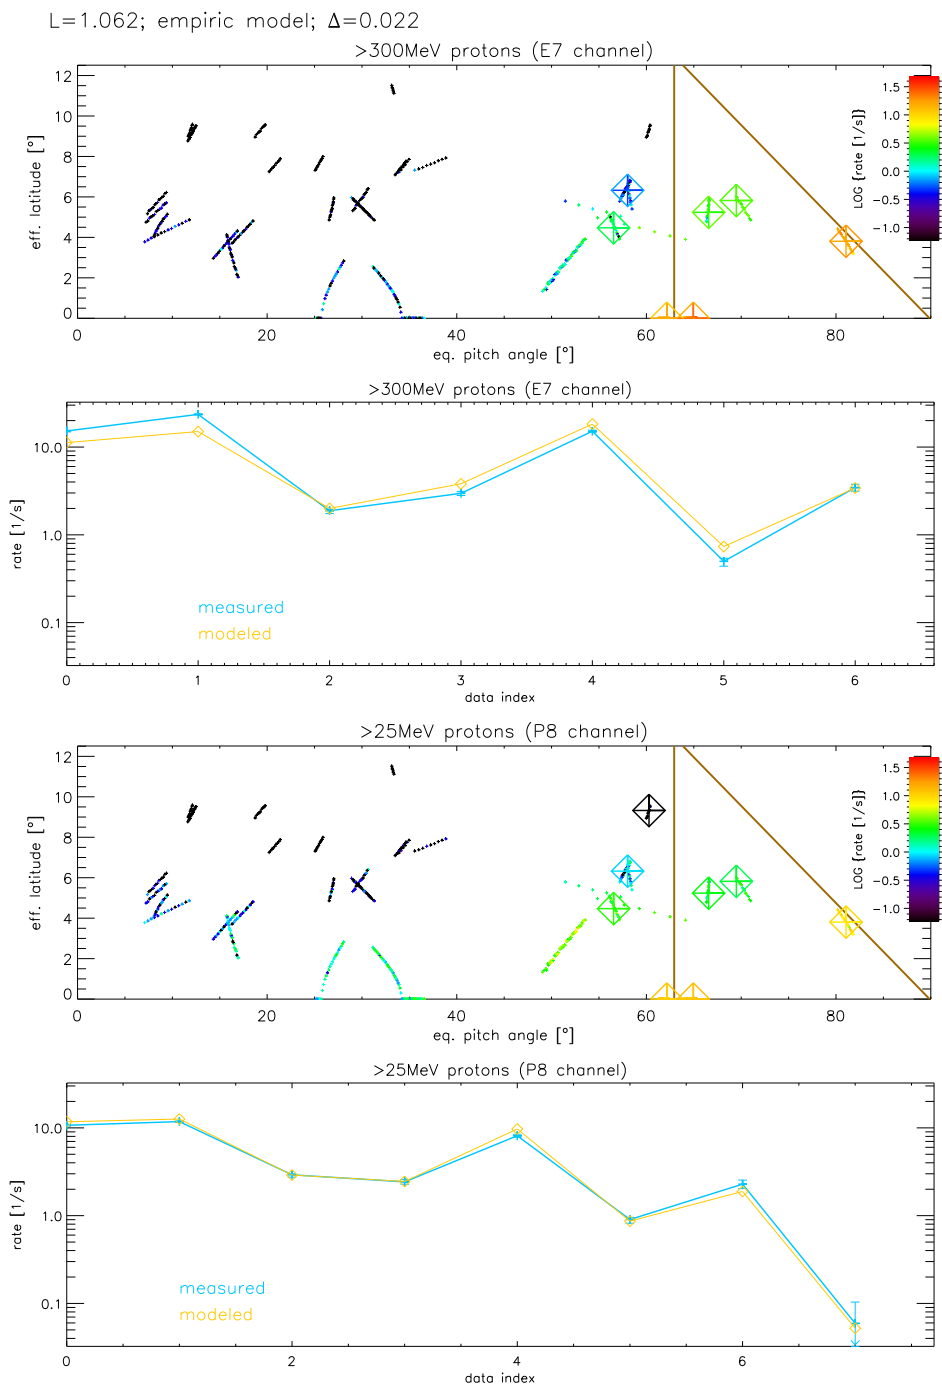 L=1.062; empiric model; Δ=0.022
>300MeV protons (E7 channel)
eff. latitude [°]
12
10
8
6
4
2
0
0 20 40 60 80
eq. pitch angle [°]
LOG {rate [1/s]}
1.5
1.0
0.5
0.0
−0.5
−1.0
>300MeV protons (E7 channel)
rate [1/s]
10.0
1.0
0.1
measured
modeled
0 1 2 3 4 5 6
data index
>25MeV protons (P8 channel)
eff. latitude [°]
12
10
8
6
4
2
0
0 20 40 60 80
eq. pitch angle [°]
LOG {rate [1/s]}
1.5
1.0
0.5
0.0
−0.5
−1.0
>25MeV protons (P8 channel)
rate [1/s]
10.0
1.0
0.1
measured
modeled
0 2 4 6
data index